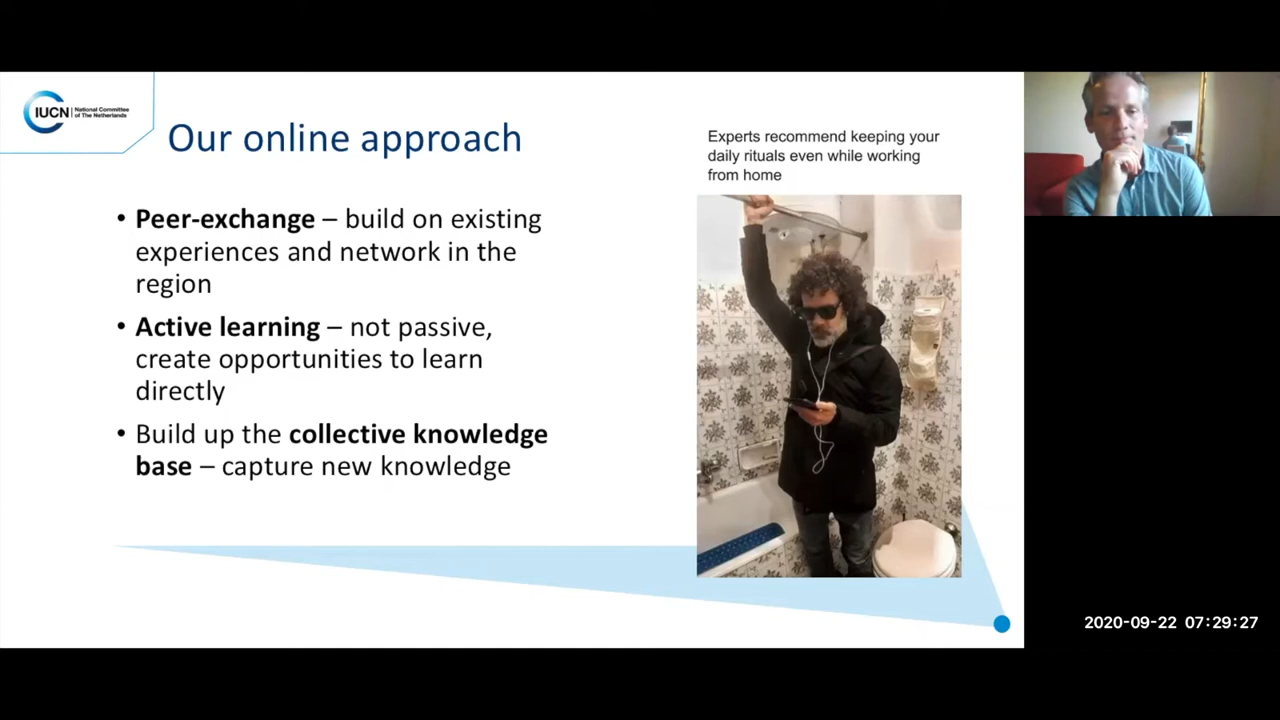 IUCN
National Committee
of The Netherlands
Our online approach
Experts recommend keeping your
daily rituals even while working
from home
• Peer-exchange – build on existing
experiences and network in the
region
• Active learning – not passive,
create opportunities to learn
directly
• Build up the collective knowledge
base – capture new knowledge
2020-09-22 07:29:27